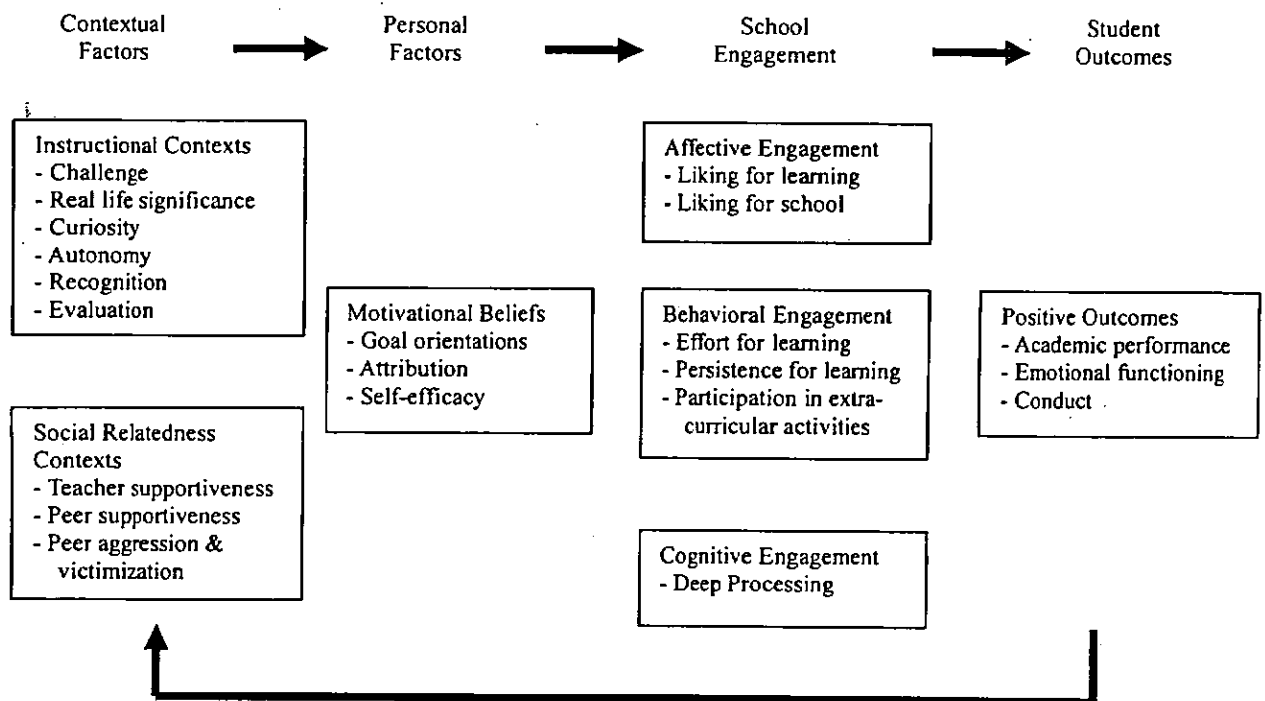 Contextual
Factors
Personal
Factors
School
Engagement
Student
Outcomes
Instructional Contexts
- Challenge
- Real life significance
- Curiosity
- Autonomy
- Recognition
- Evaluation
Social Relatedness
Contexts
- Teacher supportiveness
- Peer supportiveness
- Peer aggression &
victimization
Motivational Beliefs
- Goal orientations
- Attribution
- Self-efficacy
Affective Engagement
- Liking for learning
- Liking for school
Behavioral Engagement
- Effort for learning
- Persistence for learning
- Participation in extra-
curricular activities
Cognitive Engagement
- Deep Processing
Positive Outcomes
- Academic performance
- Emotional functioning
- Conduct